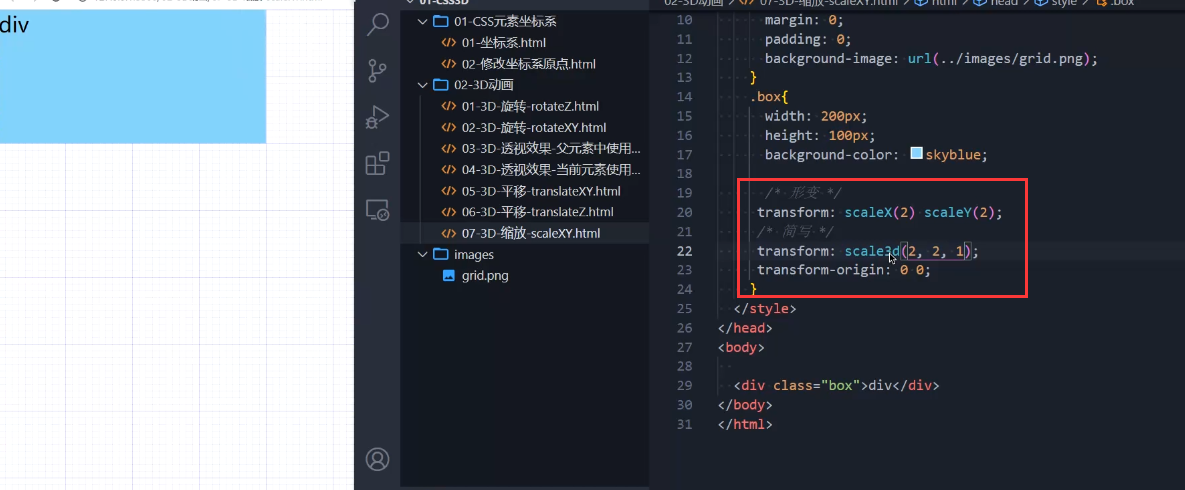 div
01-CSS3D
01-CSS元素坐标系
01-坐标系.html
02-修改坐标系原点.html
02-3D动画
01-3D-旋转-rotateZ.html
02-3D-旋转-rotateXY.html
03-3D-透视效果-父元素中使用...
04-3D-透视效果-当前元素使用...
05-3D-平移-translateXY.html
06-3D-平移-translateZ.html
07-3D-缩放-scaleXY.html
images
grid.png
02-3D动画 > 07-3D-缩放-scaleXY.html > html > head > style > .box
10 margin: 0;
11 padding: 0;
12 background-image: url(../images/grid.png);
13 }
14 .box{
15 width: 200px;
16 height: 100px;
17 background-color: skyblue;
18
19 /* 形变 */
20 transform: scaleX(2) scaleY(2);
21 /* 简写 */
22 transform: scale3d(2, 2, 1);
23 transform-origin: 0 0;
24 }
25 </style>
26 </head>
27 <body>
28
29 <div class="box">div</div>
30 </body>
31 </html>